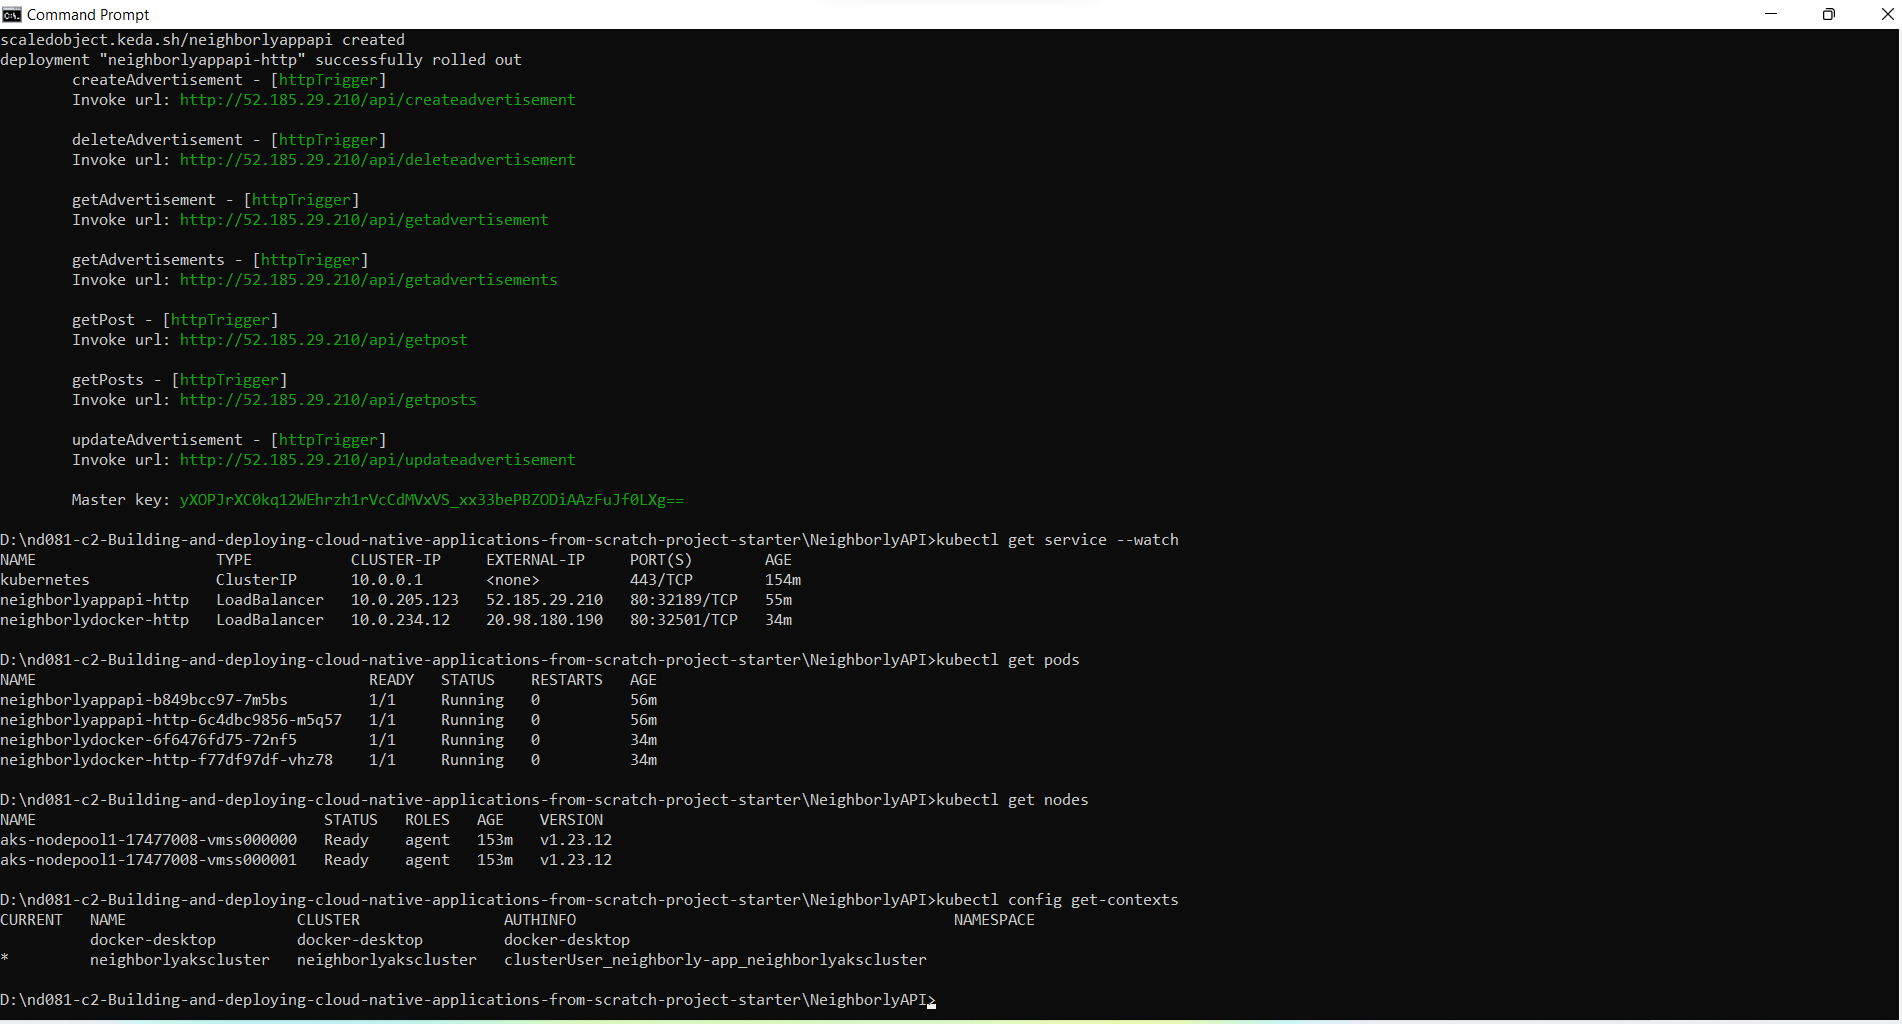 Command Prompt
scaledobject.keda.sh/neighborlyappapi created
deployment "neighborlyappapi-http" successfully rolled out
createAdvertisement - [httpTrigger]
Invoke url: http://52.185.29.210/api/createadvertisement
deleteAdvertisement - [httpTrigger]
Invoke url: http://52.185.29.210/api/deleteadvertisement
getAdvertisement - [httpTrigger]
Invoke url: http://52.185.29.210/api/getadvertisement
getAdvertisements - [httpTrigger]
Invoke url: http://52.185.29.210/api/getadvertisements
getPost - [httpTrigger]
Invoke url: http://52.185.29.210/api/getpost
getPosts - [httpTrigger]
Invoke url: http://52.185.29.210/api/getposts
updateAdvertisement - [httpTrigger]
Invoke url: http://52.185.29.210/api/updateadvertisement
Master key: yXOPJrXC0kq12WEhrzh1rVcCdMVxVS_xx33bePBZODiAAzFuJf0LXg==
D:\nd081-c2-Building-and-deploying-cloud-native-applications-from-scratch-project-starter\NeighborlyAPI>kubectl get service --watch
NAME TYPE CLUSTER-IP EXTERNAL-IP PORT(S) AGE
kubernetes ClusterIP 10.0.0.1 <none> 443/TCP 154m
neighborlyappapi-http LoadBalancer 10.0.205.123 52.185.29.210 80:32189/TCP 55m
neighborlydocker-http LoadBalancer 10.0.234.12 20.98.180.190 80:32501/TCP 34m
D:\nd081-c2-Building-and-deploying-cloud-native-applications-from-scratch-project-starter\NeighborlyAPI>kubectl get pods
NAME READY STATUS RESTARTS AGE
neighborlyappapi-b849bcc97-7m5bs 1/1 Running 0 56m
neighborlyappapi-http-6c4dbc9856-m5q57 1/1 Running 0 56m
neighborlydocker-6f6476fd75-72nf5 1/1 Running 0 34m
neighborlydocker-http-f77df97df-vhz78 1/1 Running 0 34m
D:\nd081-c2-Building-and-deploying-cloud-native-applications-from-scratch-project-starter\NeighborlyAPI>kubectl get nodes
NAME STATUS ROLES AGE VERSION
aks-nodepool1-17477008-vmss000000 Ready agent 153m v1.23.12
aks-nodepool1-17477008-vmss000001 Ready agent 153m v1.23.12
D:\nd081-c2-Building-and-deploying-cloud-native-applications-from-scratch-project-starter\NeighborlyAPI>kubectl config get-contexts
CURRENT NAME CLUSTER AUTHINFO NAMESPACE
docker-desktop docker-desktop docker-desktop
* neighborlyakscluster neighborlyakscluster clusterUser_neighborly-app_neighborlyakscluster
D:\nd081-c2-Building-and-deploying-cloud-native-applications-from-scratch-project-starter\NeighborlyAPI>